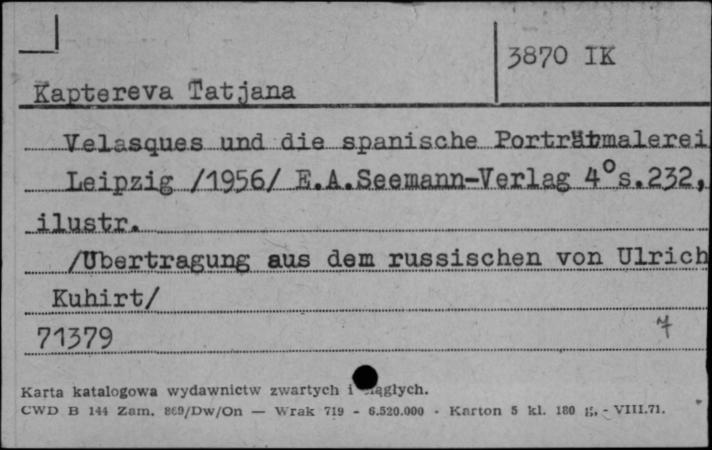 3870 IK
Kaptereva Tatjana
Velasques und die spanische Porträtmalerei
Leipzig /1956/ E.A.Seemann-Verlag 4° s.232,
ilustr.
/Ubertragung aus dem russischen von Ulrich
Kuhirt/
71379
7
Karta katalogowa wydawnictw zwartych i ciągłych.
CWD B 144 Zam. 869/Dw/On — Wrak 719 - 6.520.000 - Karton 5 kl. 180 g. - VIII.71.